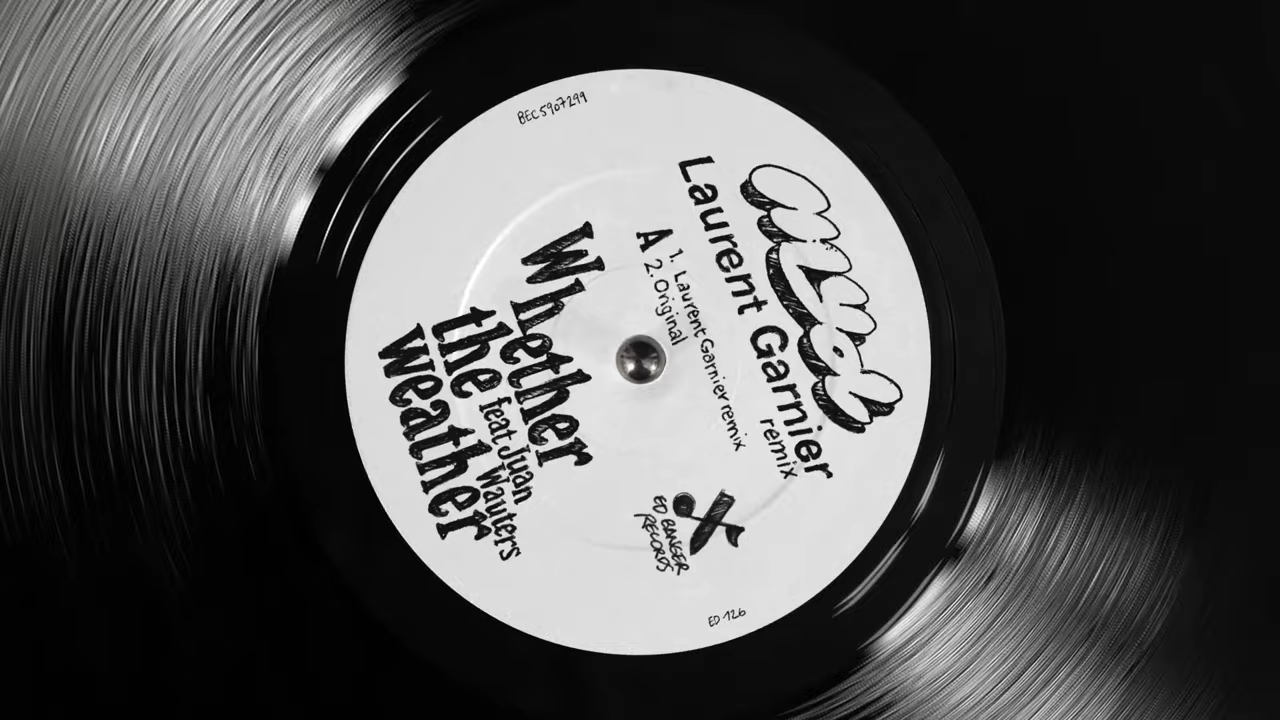 BEC5907299
Myd
Laurent Garnier
remix
A 1. Laurent Garnier remix
2. Original
Whether
the feat Juan Wauters
weather
ED BANGER
RECORDS
ED 126